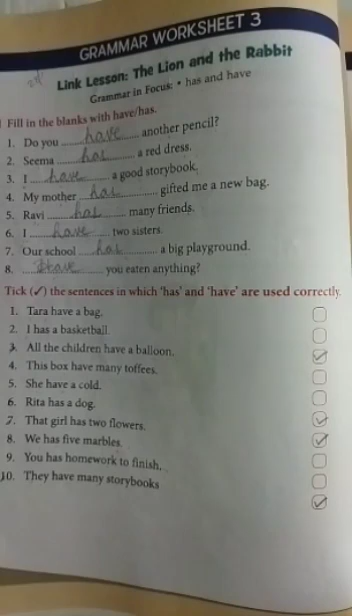 GRAMMAR WORKSHEET 3
Link Lesson: The Lion and the Rabbit
Grammar in Focus: • has and have
Fill in the blanks with have/has.
1. Do you have another pencil?
2. Seema has a red dress.
3. I have a good storybook.
4. My mother has gifted me a new bag.
5. Ravi has many friends.
6. I have two sisters.
7. Our school has a big playground.
8. have you eaten anything?
Tick (✓) the sentences in which 'has' and 'have' are used correctly.
1. Tara have a bag.
2. I has a basketball.
3. All the children have a balloon. ✓
4. This box have many toffees.
5. She have a cold.
6. Rita has a dog. ✓
7. That girl has two flowers. ✓
8. We has five marbles.
9. You has homework to finish.
10. They have many storybooks ✓